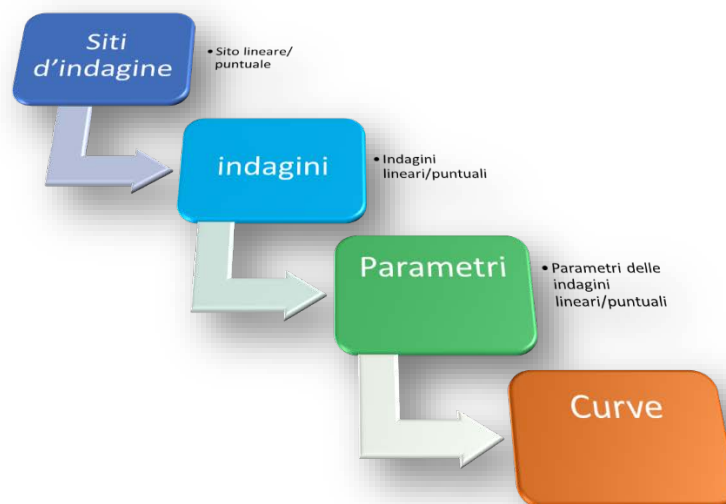 Siti
d'indagine
• Sito lineare/
puntuale
indagini
• Indagini
lineari/puntuali
Parametri
• Parametri delle
indagini
lineari/puntuali
Curve